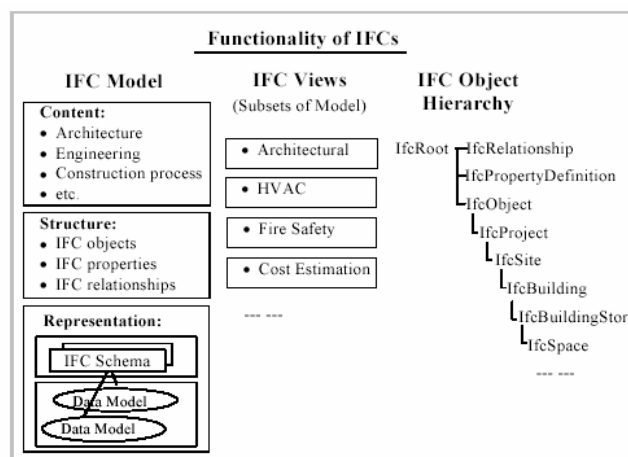 Functionality of IFCs
IFC Model
Content:
• Architecture
• Engineering
• Construction process
• etc.
Structure:
• IFC objects
• IFC properties
• IFC relationships
Representation:
IFC Schema
Data Model
Data Model
IFC Views
(Subsets of Model)
• Architectural
• HVAC
• Fire Safety
• Cost Estimation
--- ---
IFC Object
Hierarchy
IfcRoot IfcRelationship
IfcPropertyDefinition
IfcObject
IfcProject
IfcSite
IfcBuilding
IfcBuildingStor
IfcSpace
--- ---